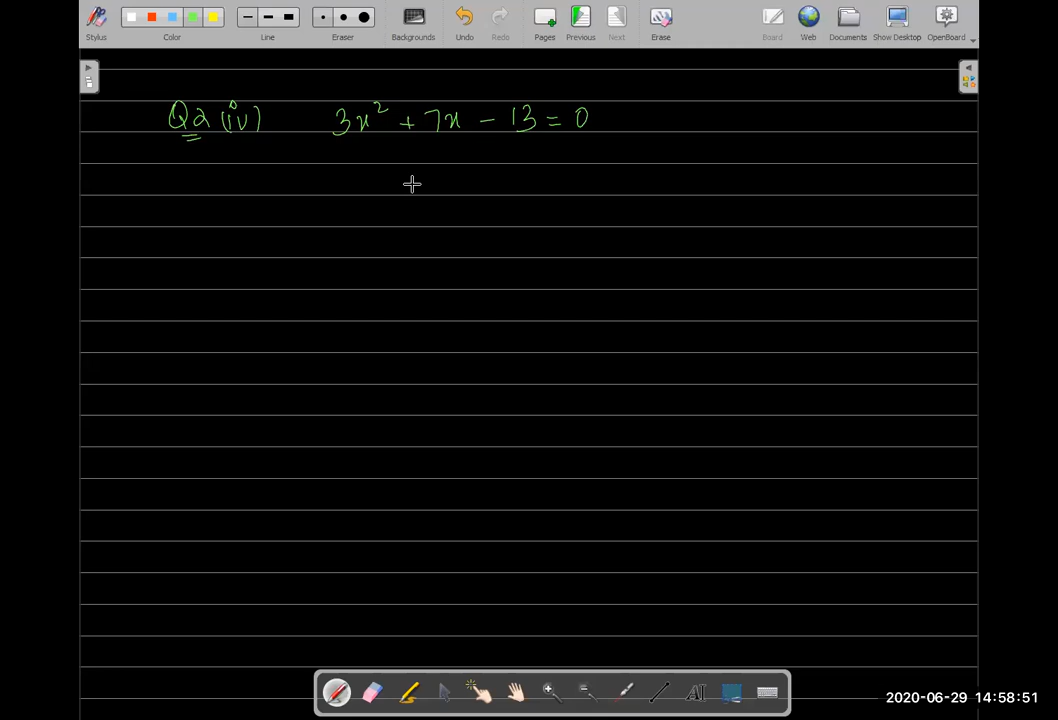 Stylus Color Line Eraser Backgrounds Undo Redo Pages Previous Next Erase Board Web Documents Show Desktop OpenBoard
Q2 (iv) 3x² + 7x - 13 = 0
AI
2020-06-29 14:58:51